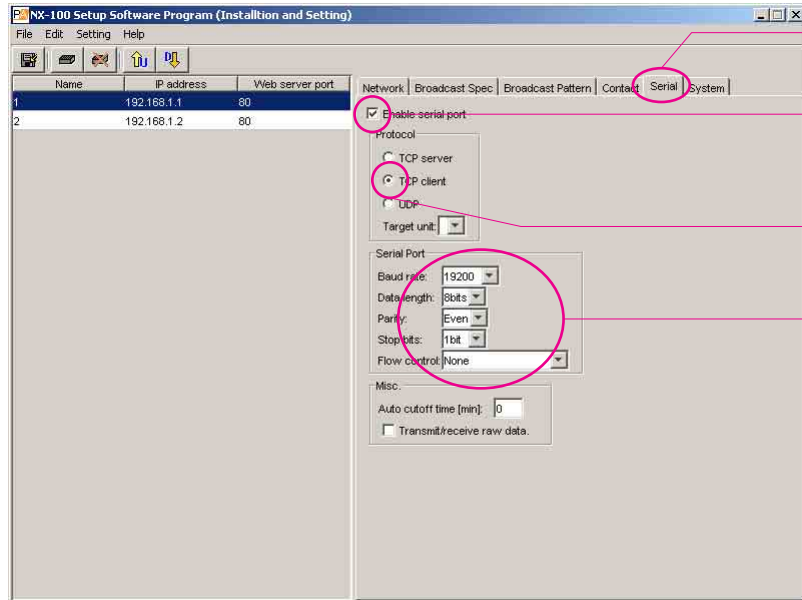 NX-100 Setup Software Program (Installtion and Setting)
File Edit Setting Help
Name IP address Web server port
1 192.168.1.1 80
2 192.168.1.2 80
Network Broadcast Spec Broadcast Pattern Contact Serial System
Enable serial port
Protocol
TCP server
TCP client
UDP
Target unit:
Serial Port
Baud rate: 19200
Data length: 8bits
Parity: Even
Stop bits: 1bit
Flow control: None
Misc.
Auto cutoff time [min]: 0
Transmit/receive raw data.